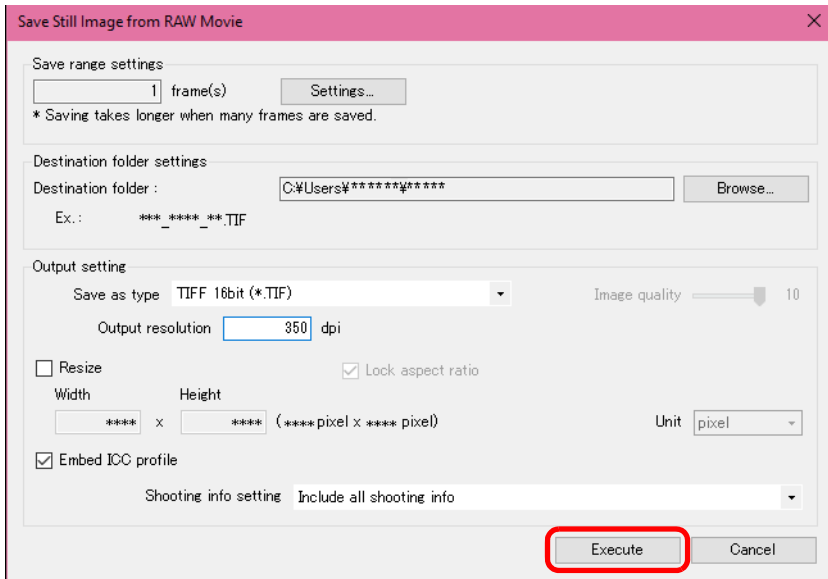 Save Still Image from RAW Movie
Save range settings
1 frame(s) Settings...
* Saving takes longer when many frames are saved.
Destination folder settings
Destination folder : C:¥Users¥******¥***** Browse...
Ex.: ***_****_**.TIF
Output setting
Save as type TIFF 16bit (*.TIF) Image quality 10
Output resolution 350 dpi
Resize Lock aspect ratio
Width Height
**** x **** (****pixel x **** pixel) Unit pixel
Embed ICC profile
Shooting info setting Include all shooting info
Execute Cancel